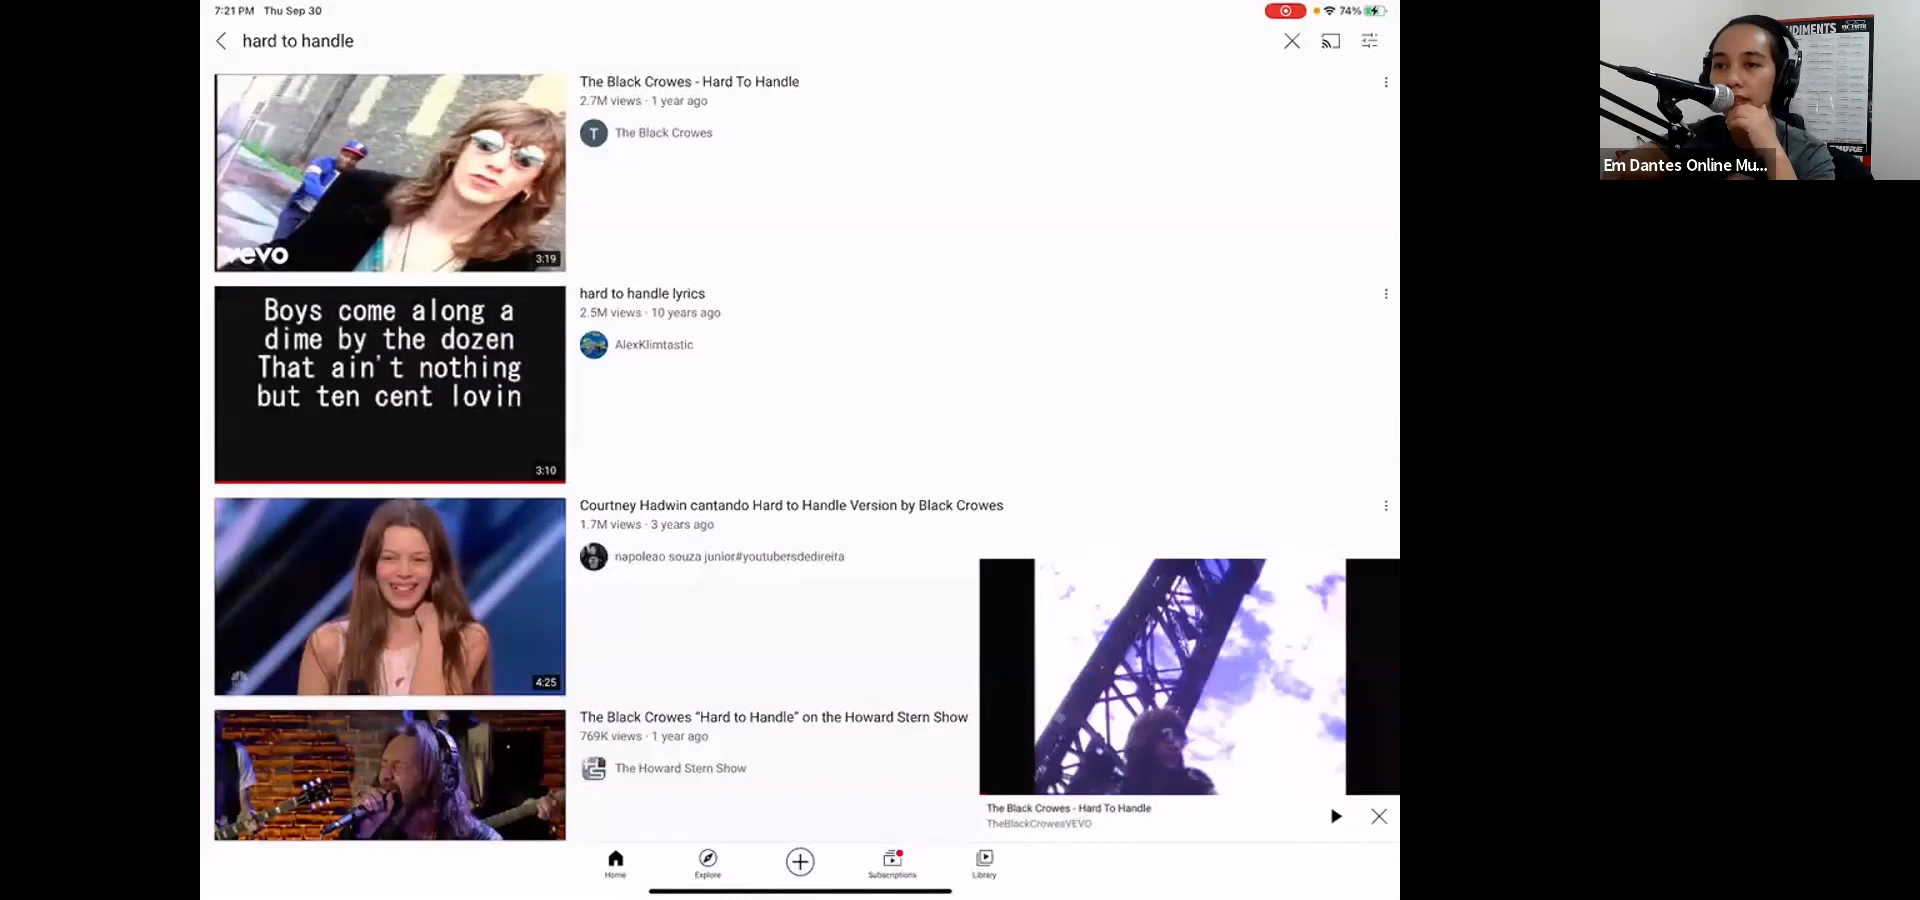 7:21 PM Thu Sep 30
74%
hard to handle
The Black Crowes - Hard To Handle
2.7M views · 1 year ago
T
The Black Crowes
vevo
3:19
Boys come along a
dime by the dozen
That ain't nothing
but ten cent lovin
3:10
hard to handle lyrics
2.5M views · 10 years ago
AlexKlimtastic
4:25
Courtney Hadwin cantando Hard to Handle Version by Black Crowes
1.7M views · 3 years ago
napoleao souza junior#youtubersdedireita
The Black Crowes “Hard to Handle” on the Howard Stern Show
769K views · 1 year ago
The Howard Stern Show
The Black Crowes - Hard To Handle
TheBlackCrowesVEVO
Home
Explore
Subscriptions
Library
Em Dantes Online Mu...